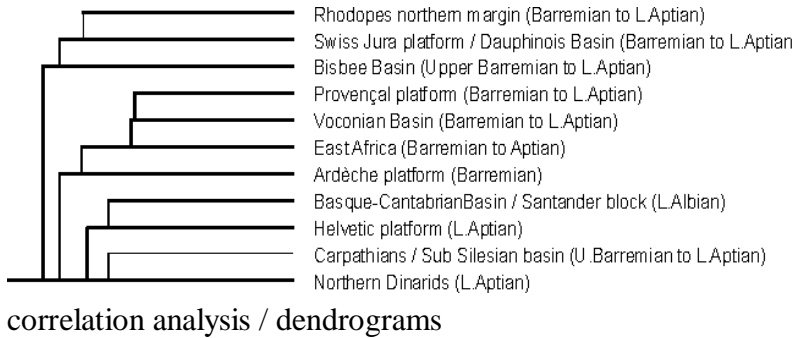 Rhodopes northern margin (Barremian to L.Aptian)
Swiss Jura platform / Dauphinois Basin (Barremian to L.Aptian
Bisbee Basin (Upper Barremian to L.Aptian)
Provençal platform (Barremian to L.Aptian)
Voconian Basin (Barremian to L.Aptian)
East Africa (Barremian to Aptian)
Ardèche platform (Barremian)
Basque-CantabrianBasin / Santander block (L.Albian)
Helvetic platform (L.Aptian)
Carpathians / Sub Silesian basin (U.Barremian to L.Aptian)
Northern Dinarids (L.Aptian)
correlation analysis / dendrograms